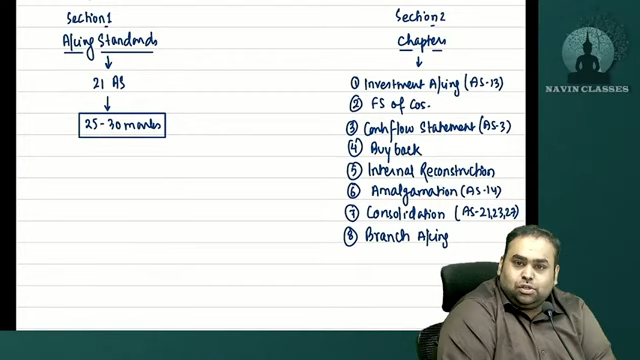 Section 1
A/cing Standards
21 AS
25-30 marks
Section 2
Chapters
① Investment A/cing (AS-13)
② FS of Cos.
③ Cashflow Statement (AS-3)
④ Buyback
⑤ Internal Reconstruction
⑥ Amalgamation (AS-14)
⑦ Consolidation (AS-21,23,27)
⑧ Branch A/cing
NAVIN CLASSES